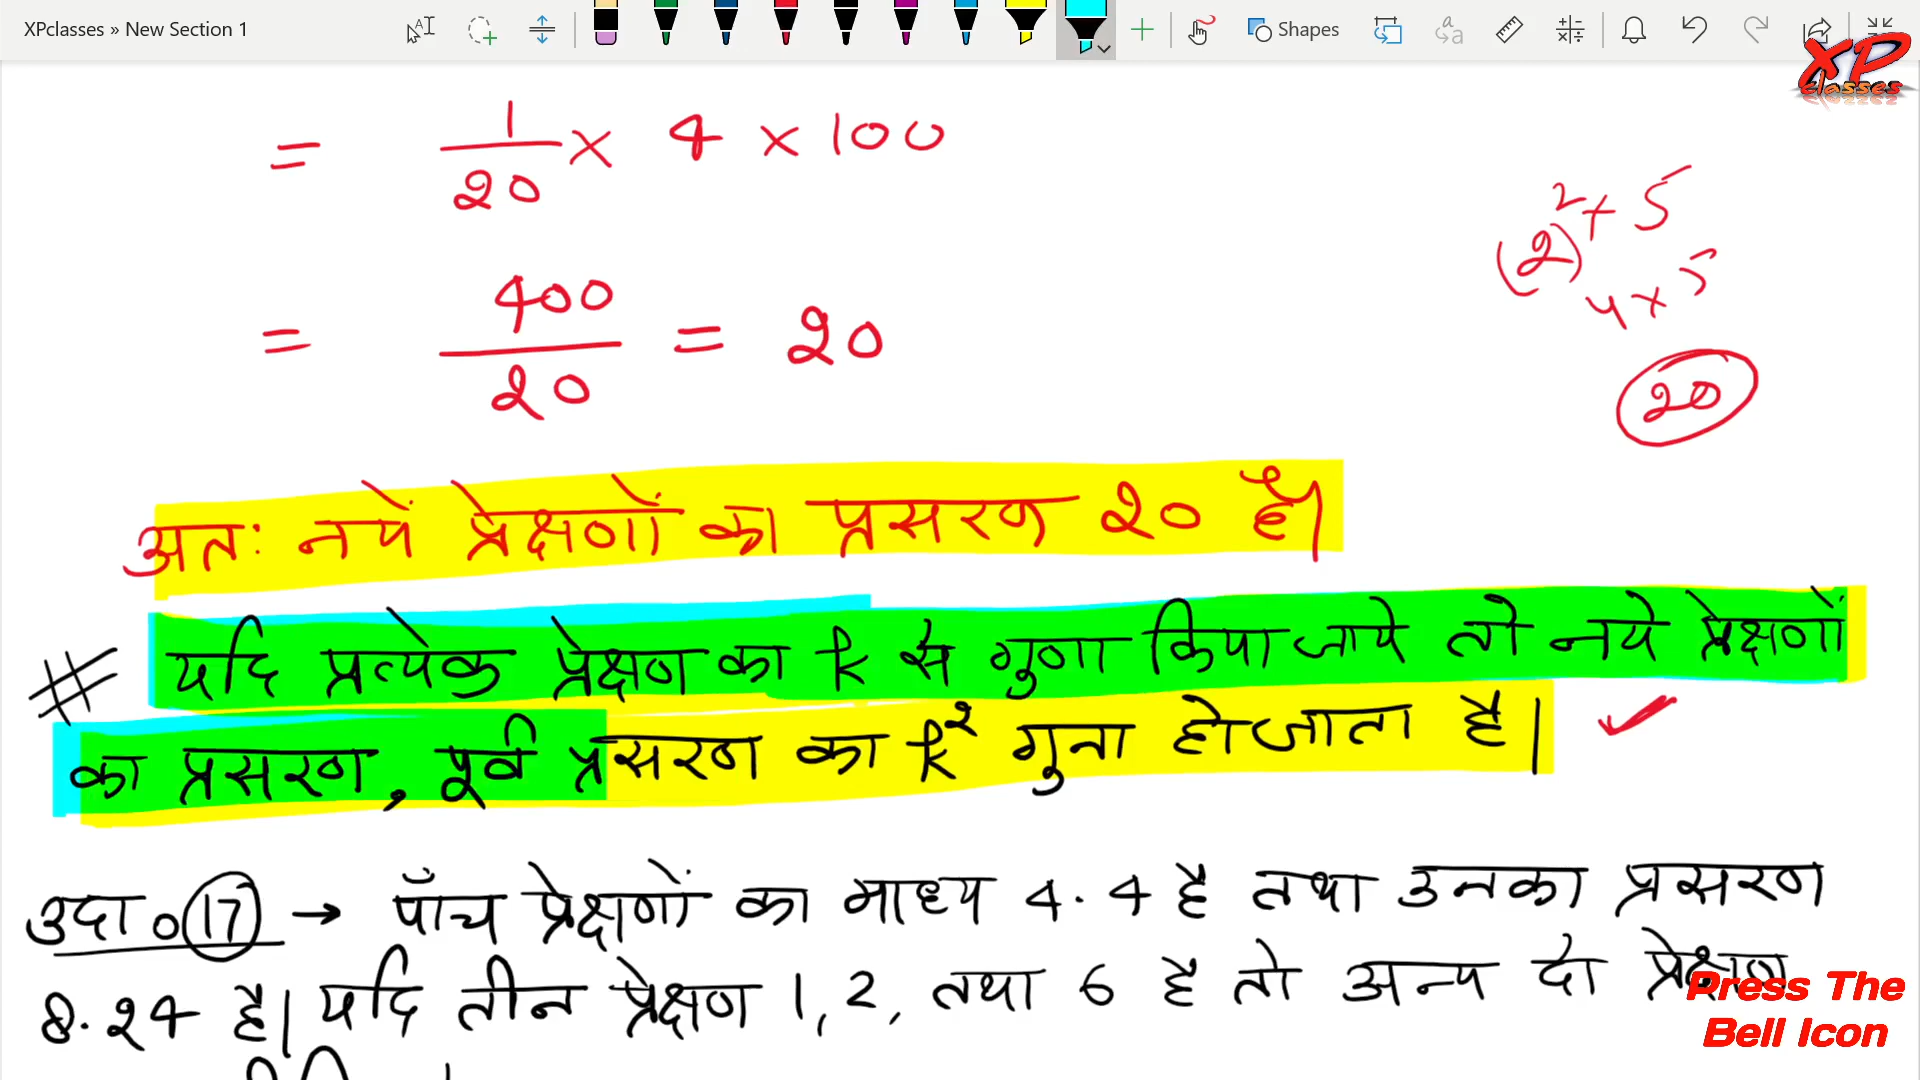 XPclasses » New Section 1
Shapes
XP
classes
= 1/20 × 4 × 100
(2)² × 5
4 × 5
= 400/20 = 20
20
अतः नये प्रेक्षणों का प्रसरण 20 है।
# यदि प्रत्येक प्रेक्षण का k से गुणा किया जाये तो नये प्रेक्षणों
का प्रसरण, पूर्व प्रसरण का k² गुना हो जाता है।
उदा० 17 → पाँच प्रेक्षणों का माध्य 4.4 है तथा उनका प्रसरण
8.24 है। यदि तीन प्रेक्षण 1, 2, तथा 6 है तो अन्य दो प्रेक्षण
Press The
Bell Icon